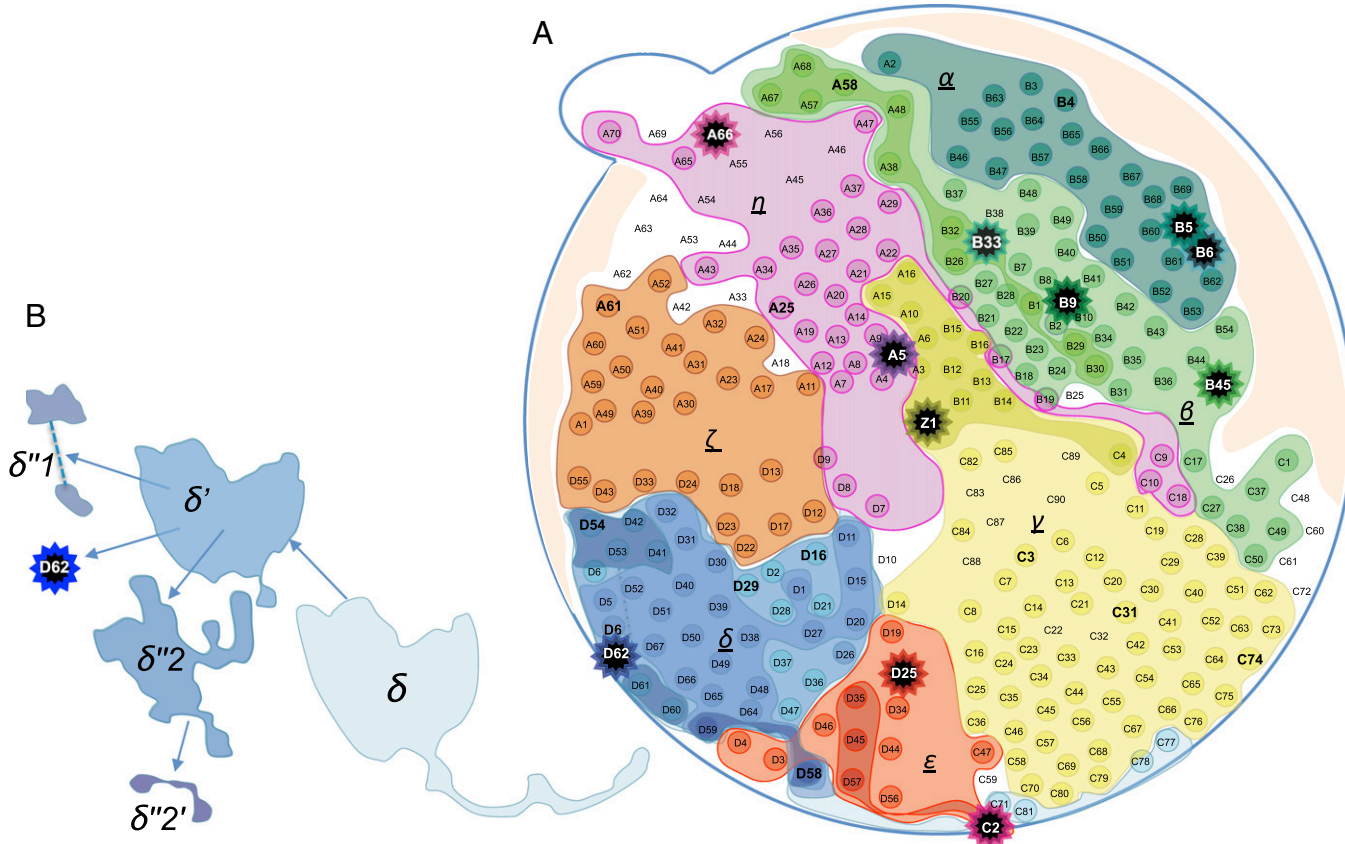 A
A68
A67
A57
A58
A48
A2
α
B63
B3
B4
B55
B56
B64
B65
B66
B46
B47
B57
B58
B67
B68
B69
B59
B60
B5
B6
B50
B51
B61
B62
B52
B53
A70
A69
A66
A56
A47
A65
A55
A46
A38
A45
A64
A54
η
A37
A36
A29
A63
A53
A44
A35
A27
A28
A22
A43
A34
A26
A21
A20
A25
A14
A19
A13
A9
A5
A12
A8
A7
A4
B37
B38
B48
B49
B32
B33
B39
B40
B26
B7
B8
B41
B27
B28
B9
B20
B21
B1
B2
B10
B42
B22
B23
B29
B34
B43
B54
B17
B18
B24
B30
B35
B44
B45
B19
B25
B31
B36
β
A16
A15
A10
A6
B15
B16
A3
B12
B13
B11
B14
Z1
A62
A52
A61
A42
A33
A51
A32
A24
A60
A41
A50
A31
A18
A59
A40
A23
A17
A11
A49
A39
A30
A1
ζ
D9
D55
D43
D33
D24
D18
D13
D8
D7
D23
D17
D12
D22
C82
C85
C89
C4
C9
C17
C26
C1
C83
C86
C90
C5
C10
C18
C37
C48
C84
C87
γ
C11
C27
C38
C49
C60
C88
C3
C6
C19
C28
C39
C50
C61
C7
C12
C29
C13
C20
C30
C40
C51
C62
C72
C8
C14
C21
C31
C41
C52
C63
C73
C15
C22
C32
C42
C53
C64
C74
C16
C23
C33
C43
C24
C34
C44
C54
C65
C75
C25
C35
C45
C55
C66
C76
C36
C46
C56
C67
C77
C47
C57
C68
C78
C58
C69
C79
C59
C70
C80
C71
C81
C2
D54
D42
D32
D31
D11
D10
D53
D41
D30
D16
D6
D2
D15
D52
D40
D29
D1
D14
D5
D51
D39
D28
D21
D20
D6
D67
D50
D38
D27
D19
D62
δ
D49
D37
D26
D25
D61
D66
D48
D36
D35
D34
D60
D65
D64
D47
D46
D59
D4
D3
D45
D44
ε
D58
D57
D56
B
δ"1
δ'
D62
δ"2
δ
δ"2'